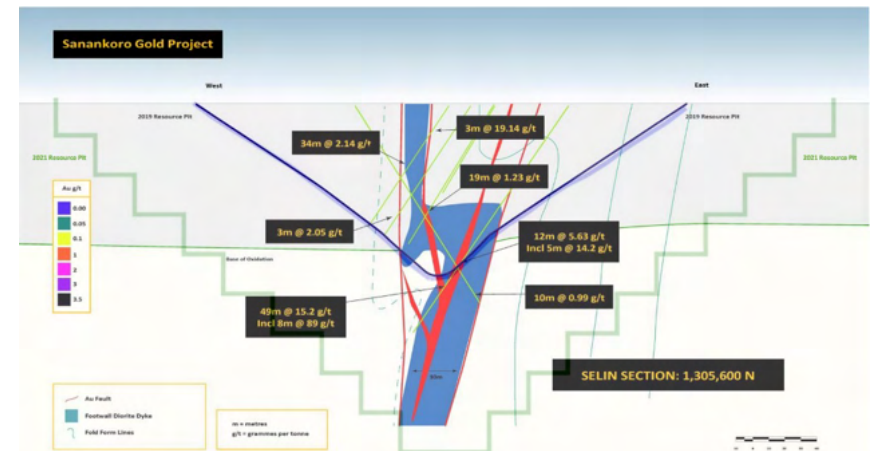 Sanankoro Gold Project
West
East
2019 Resource Pit
2019 Resource Pit
2021 Resource Pit
2021 Resource Pit
3m @ 19.14 g/t
34m @ 2.14 g/t
19m @ 1.23 g/t
Au g/t
0.00
0.05
0.1
1
2
3
3.5
3m @ 2.05 g/t
12m @ 5.63 g/t
Incl 5m @ 14.2 g/t
Base of Oxidation
10m @ 0.99 g/t
49m @ 15.2 g/t
Incl 8m @ 89 g/t
SELIN SECTION: 1,305,600 N
Au Fault
Footwall Diorite Dyke
Fold Form Lines
m = metres
g/t = grammes per tonne